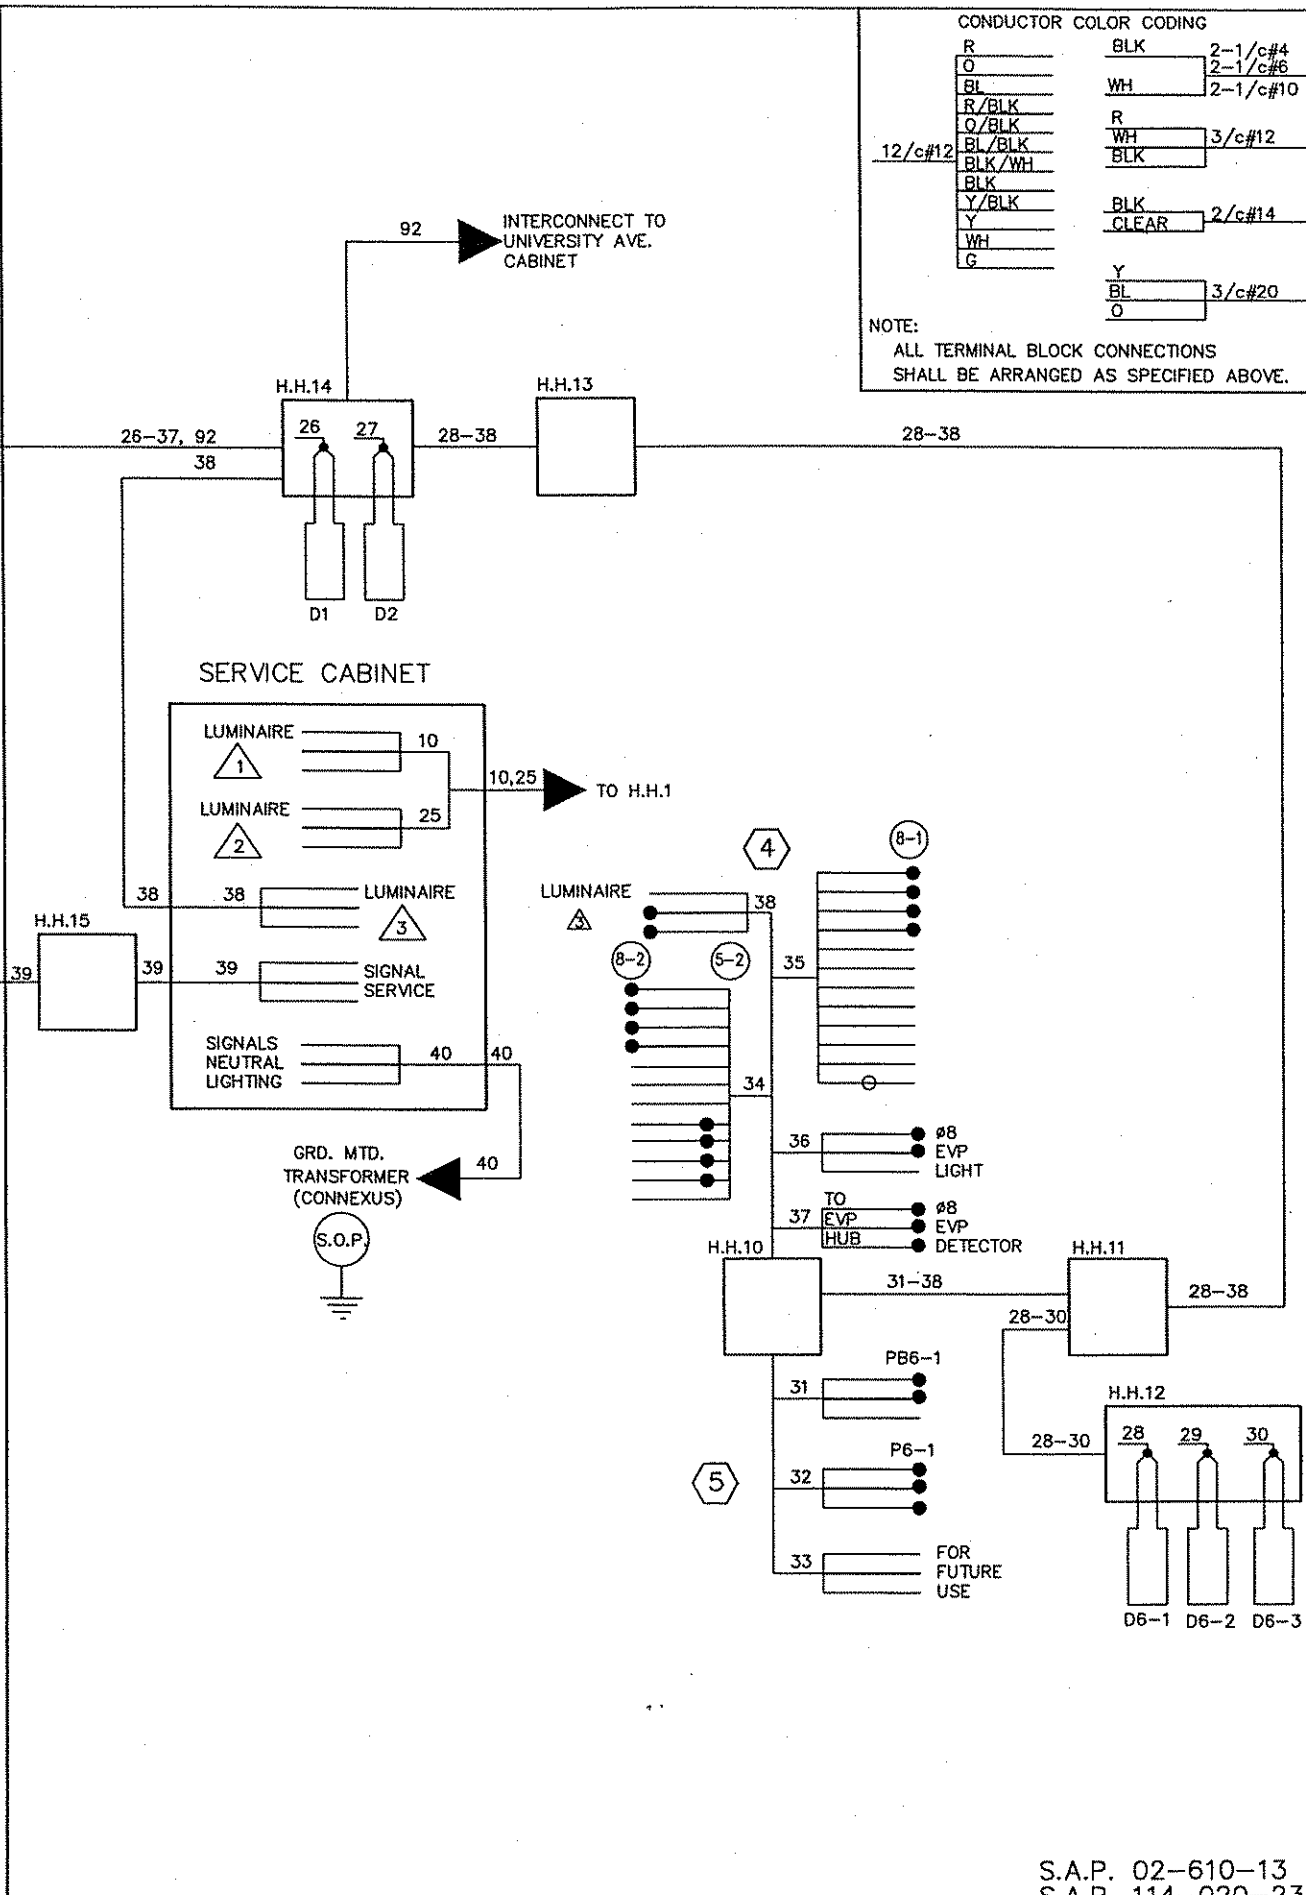 CONDUCTOR COLOR CODING
R
O
BL
R/BLK
O/BLK
BL/BLK
BLK/WH
BLK
Y/BLK
Y
WH
G
12/c#12
BLK
WH
2-1/c#4
2-1/c#6
2-1/c#10
R
WH
BLK
3/c#12
BLK
CLEAR
2/c#14
Y
BL
O
3/c#20
NOTE:
ALL TERMINAL BLOCK CONNECTIONS
SHALL BE ARRANGED AS SPECIFIED ABOVE.
92
INTERCONNECT TO
UNIVERSITY AVE.
CABINET
H.H.14
H.H.13
26-37, 92
26
27
28-38
28-38
38
D1
D2
SERVICE CABINET
LUMINAIRE
1
10
10,25
TO H.H.1
LUMINAIRE
2
25
38
38
LUMINAIRE
3
H.H.15
39
39
39
SIGNAL
SERVICE
SIGNALS
NEUTRAL
LIGHTING
40
40
GRD. MTD.
TRANSFORMER
(CONNEXUS)
40
S.O.P.
4
8-1
LUMINAIRE
3
38
8-2
5-2
35
34
36
ø8
EVP
LIGHT
37
TO
EVP
HUB
ø8
EVP
DETECTOR
H.H.10
31-38
H.H.11
28-38
28-30
PB6-1
31
H.H.12
28-30
28
29
30
P6-1
32
5
33
FOR
FUTURE
USE
D6-1
D6-2
D6-3
S.A.P. 02-610-13
S.A.P. 114-020-23